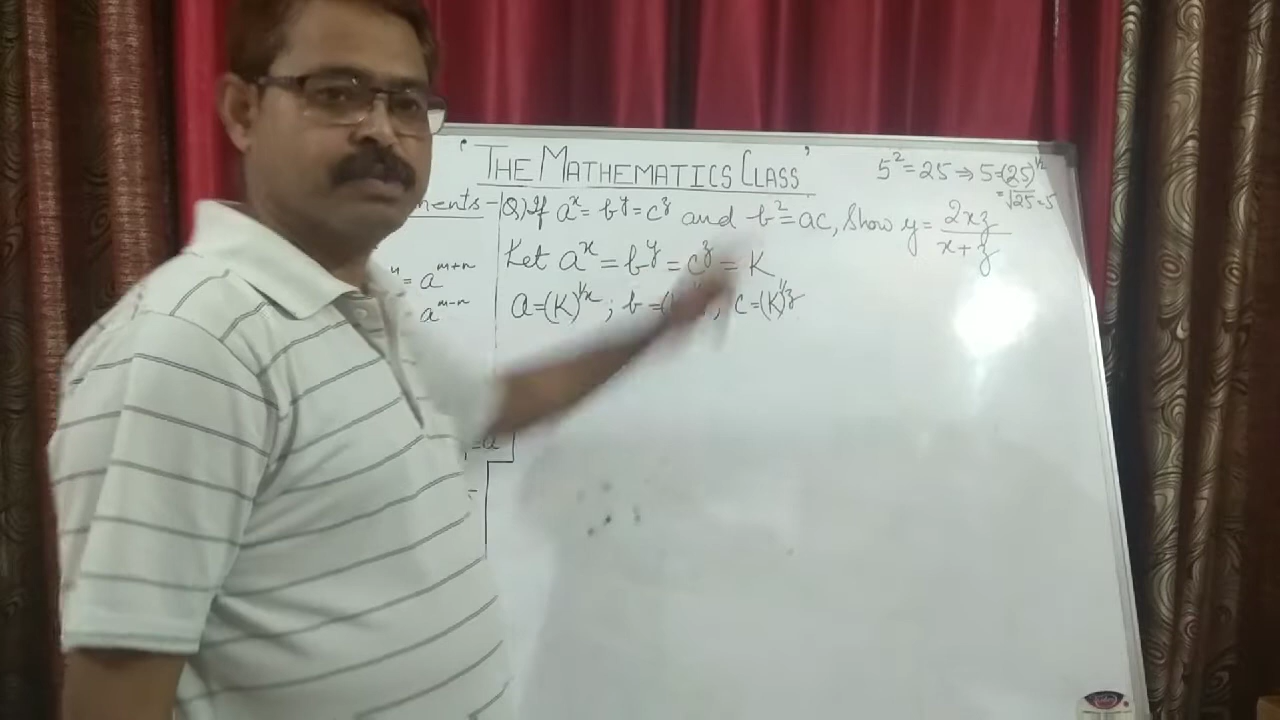 'THE MATHEMATICS CLASS'
5² = 25 ⇒ 5=(25)^1/2
= √25 = 5
ments -
Q) If a^x = b^y = c^z and b² = ac, Show y = 2xz / x + z
Let a^x = b^y = c^z = K
a=(K)^1/x ; b = ; c =(K)^1/z
= a^m+n
a^m-n
= a